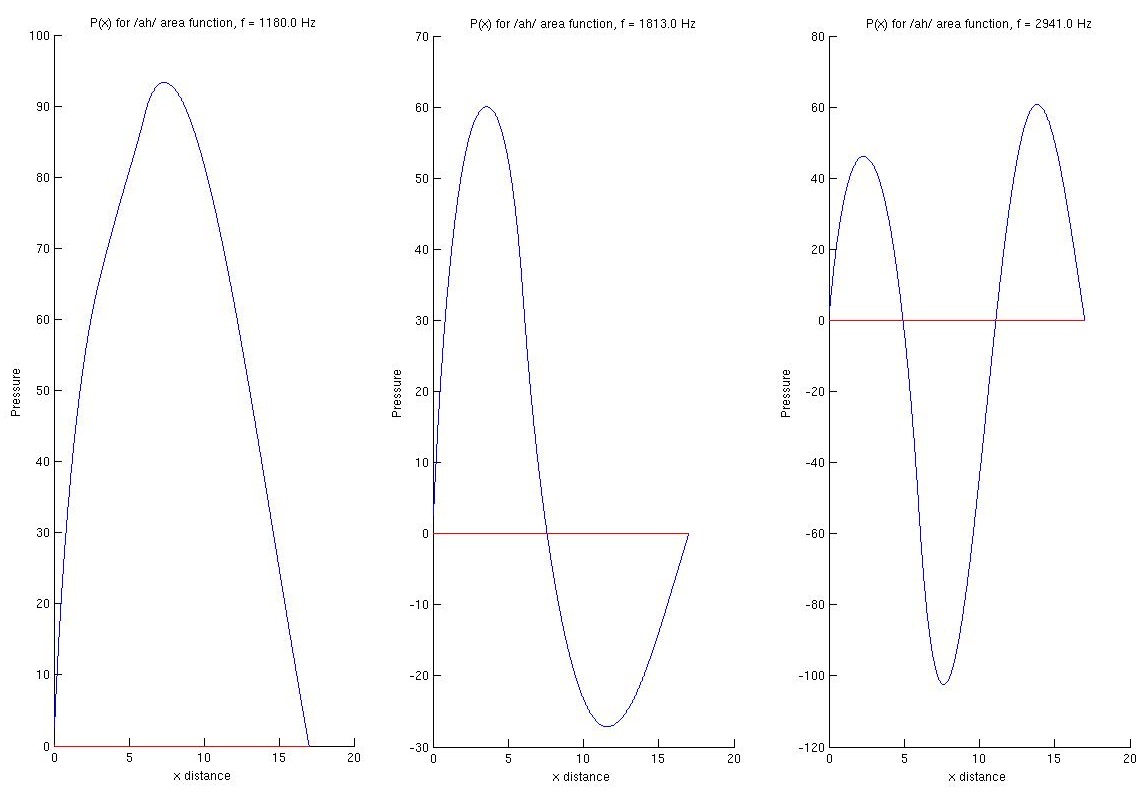 P(x) for /ah/ area function, f = 1180.0 Hz
100
90
80
70
60
50
40
30
20
10
0
Pressure
0 5 10 15 20
x distance
P(x) for /ah/ area function, f = 1813.0 Hz
70
60
50
40
30
20
10
0
-10
-20
-30
Pressure
0 5 10 15 20
x distance
P(x) for /ah/ area function, f = 2941.0 Hz
80
60
40
20
0
-20
-40
-60
-80
-100
-120
Pressure
0 5 10 15 20
x distance